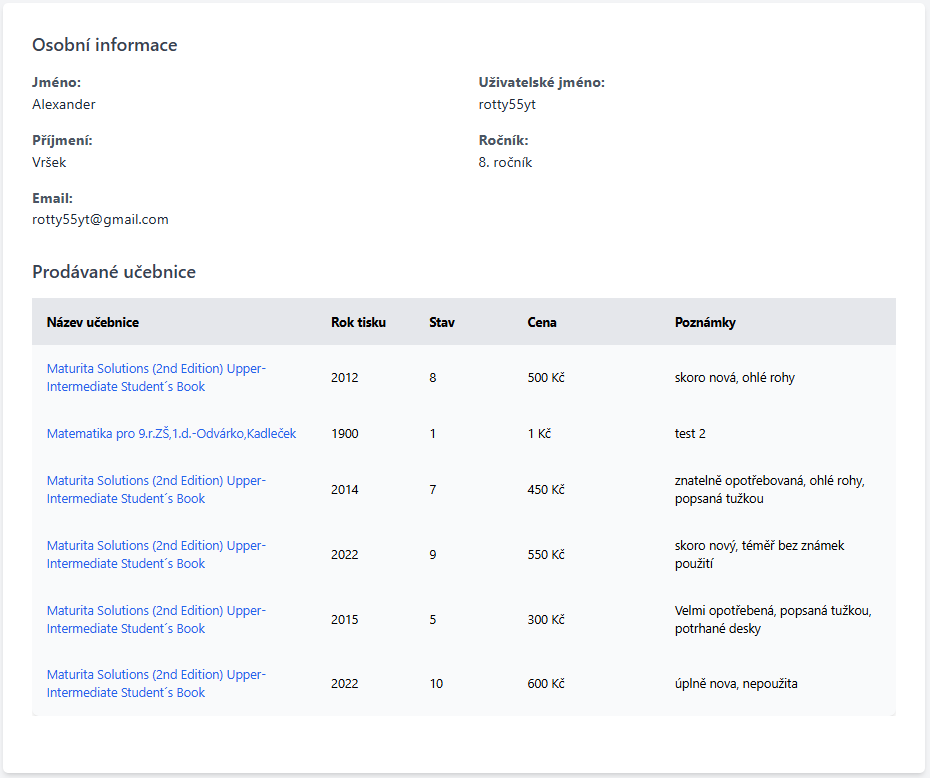 Osobní informace
Jméno:
Alexander
Uživatelské jméno:
rotty55yt
Příjmení:
Vršek
Ročník:
8. ročník
Email:
rotty55yt@gmail.com
Prodávané učebnice
Název učebnice Rok tisku Stav Cena Poznámky
Maturita Solutions (2nd Edition) Upper-
Intermediate Student´s Book
2012 8 500 Kč skoro nová, ohlé rohy
Matematika pro 9.r.ZŠ,1.d.-Odvárko,Kadleček 1900 1 1 Kč test 2
Maturita Solutions (2nd Edition) Upper-
Intermediate Student´s Book
2014 7 450 Kč
znatelně opotřebovaná, ohlé rohy,
popsaná tužkou
Maturita Solutions (2nd Edition) Upper-
Intermediate Student´s Book
2022 9 550 Kč
skoro nový, téměř bez známek
použití
Maturita Solutions (2nd Edition) Upper-
Intermediate Student´s Book
2015 5 300 Kč
Velmi opotřebená, popsaná tužkou,
potrhané desky
Maturita Solutions (2nd Edition) Upper-
Intermediate Student´s Book
2022 10 600 Kč úplně nova, nepoužita